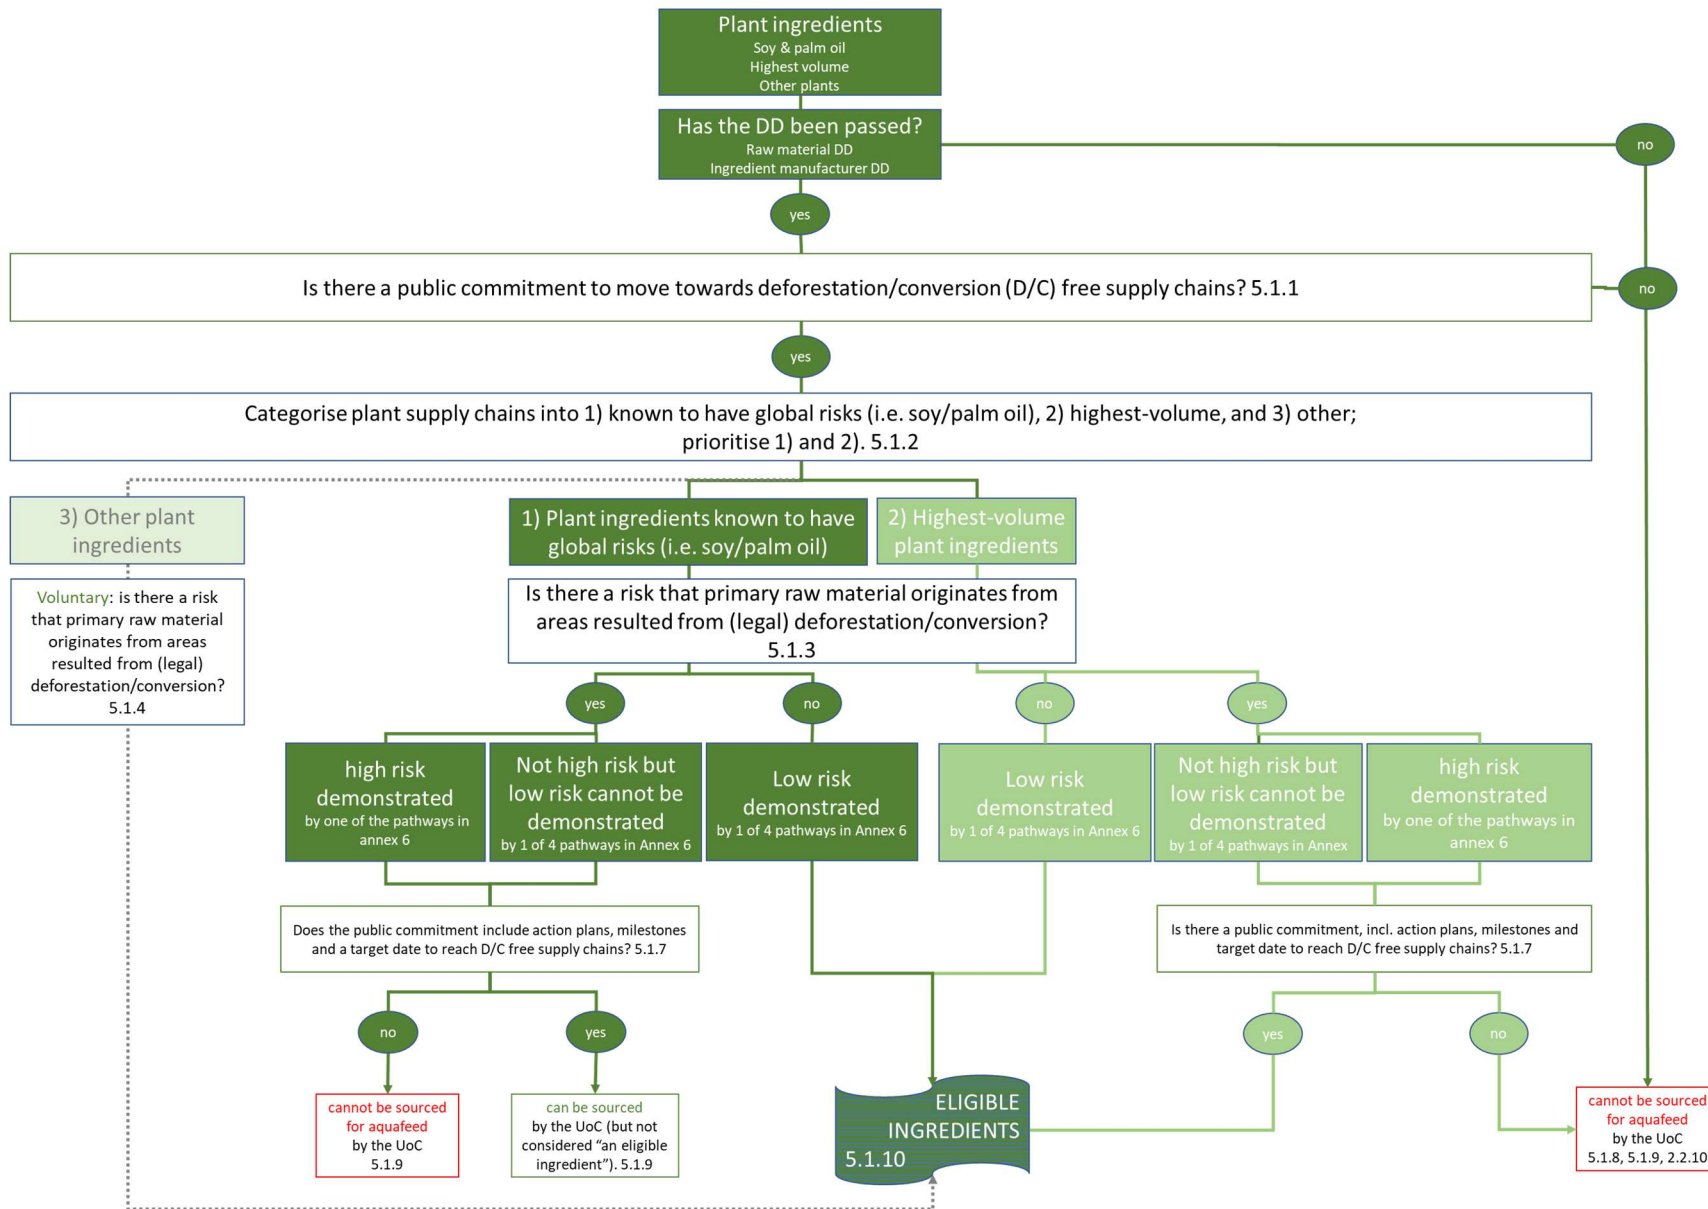 Plant ingredients
Soy & palm oil
Highest volume
Other plants
Has the DD been passed?
Raw material DD
Ingredient manufacturer DD
no
yes
Is there a public commitment to move towards deforestation/conversion (D/C) free supply chains? 5.1.1
no
yes
Categorise plant supply chains into 1) known to have global risks (i.e. soy/palm oil), 2) highest-volume, and 3) other;
prioritise 1) and 2). 5.1.2
3) Other plant
ingredients
1) Plant ingredients known to have
global risks (i.e. soy/palm oil)
2) Highest-volume
plant ingredients
Voluntary: is there a risk
that primary raw material
originates from areas
resulted from (legal)
deforestation/conversion?
5.1.4
Is there a risk that primary raw material originates from
areas resulted from (legal) deforestation/conversion?
5.1.3
yes
no
no
yes
high risk
demonstrated
by one of the pathways in
annex 6
Not high risk but
low risk cannot be
demonstrated
by 1 of 4 pathways in Annex 6
Low risk
demonstrated
by 1 of 4 pathways in Annex 6
Low risk
demonstrated
by 1 of 4 pathways in Annex 6
Not high risk but
low risk cannot be
demonstrated
by 1 of 4 pathways in Annex
high risk
demonstrated
by one of the pathways in
annex 6
Does the public commitment include action plans, milestones
and a target date to reach D/C free supply chains? 5.1.7
Is there a public commitment, incl. action plans, milestones and
target date to reach D/C free supply chains? 5.1.7
no
yes
yes
no
cannot be sourced
for aquafeed
by the UoC
5.1.9
can be sourced
by the UoC (but not
considered “an eligible
ingredient”). 5.1.9
ELIGIBLE
INGREDIENTS
5.1.10
cannot be sourced
for aquafeed
by the UoC
5.1.8, 5.1.9, 2.2.10